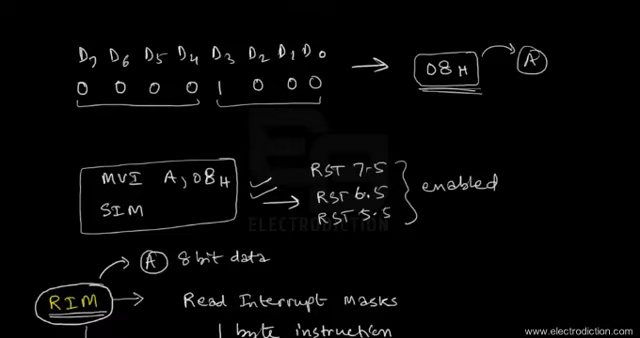 D7 D6 D5 D4 D3 D2 D1 D0 → 08H → A
0 0 0 0 1 0 0 0
MVI A, 08H
SIM
RST 7.5
RST 6.5
RST 5.5
enabled
ELECTRODICTION
A 8 bit data
RIM → Read Interrupt Masks
1 byte instruction
www.electrodiction.com